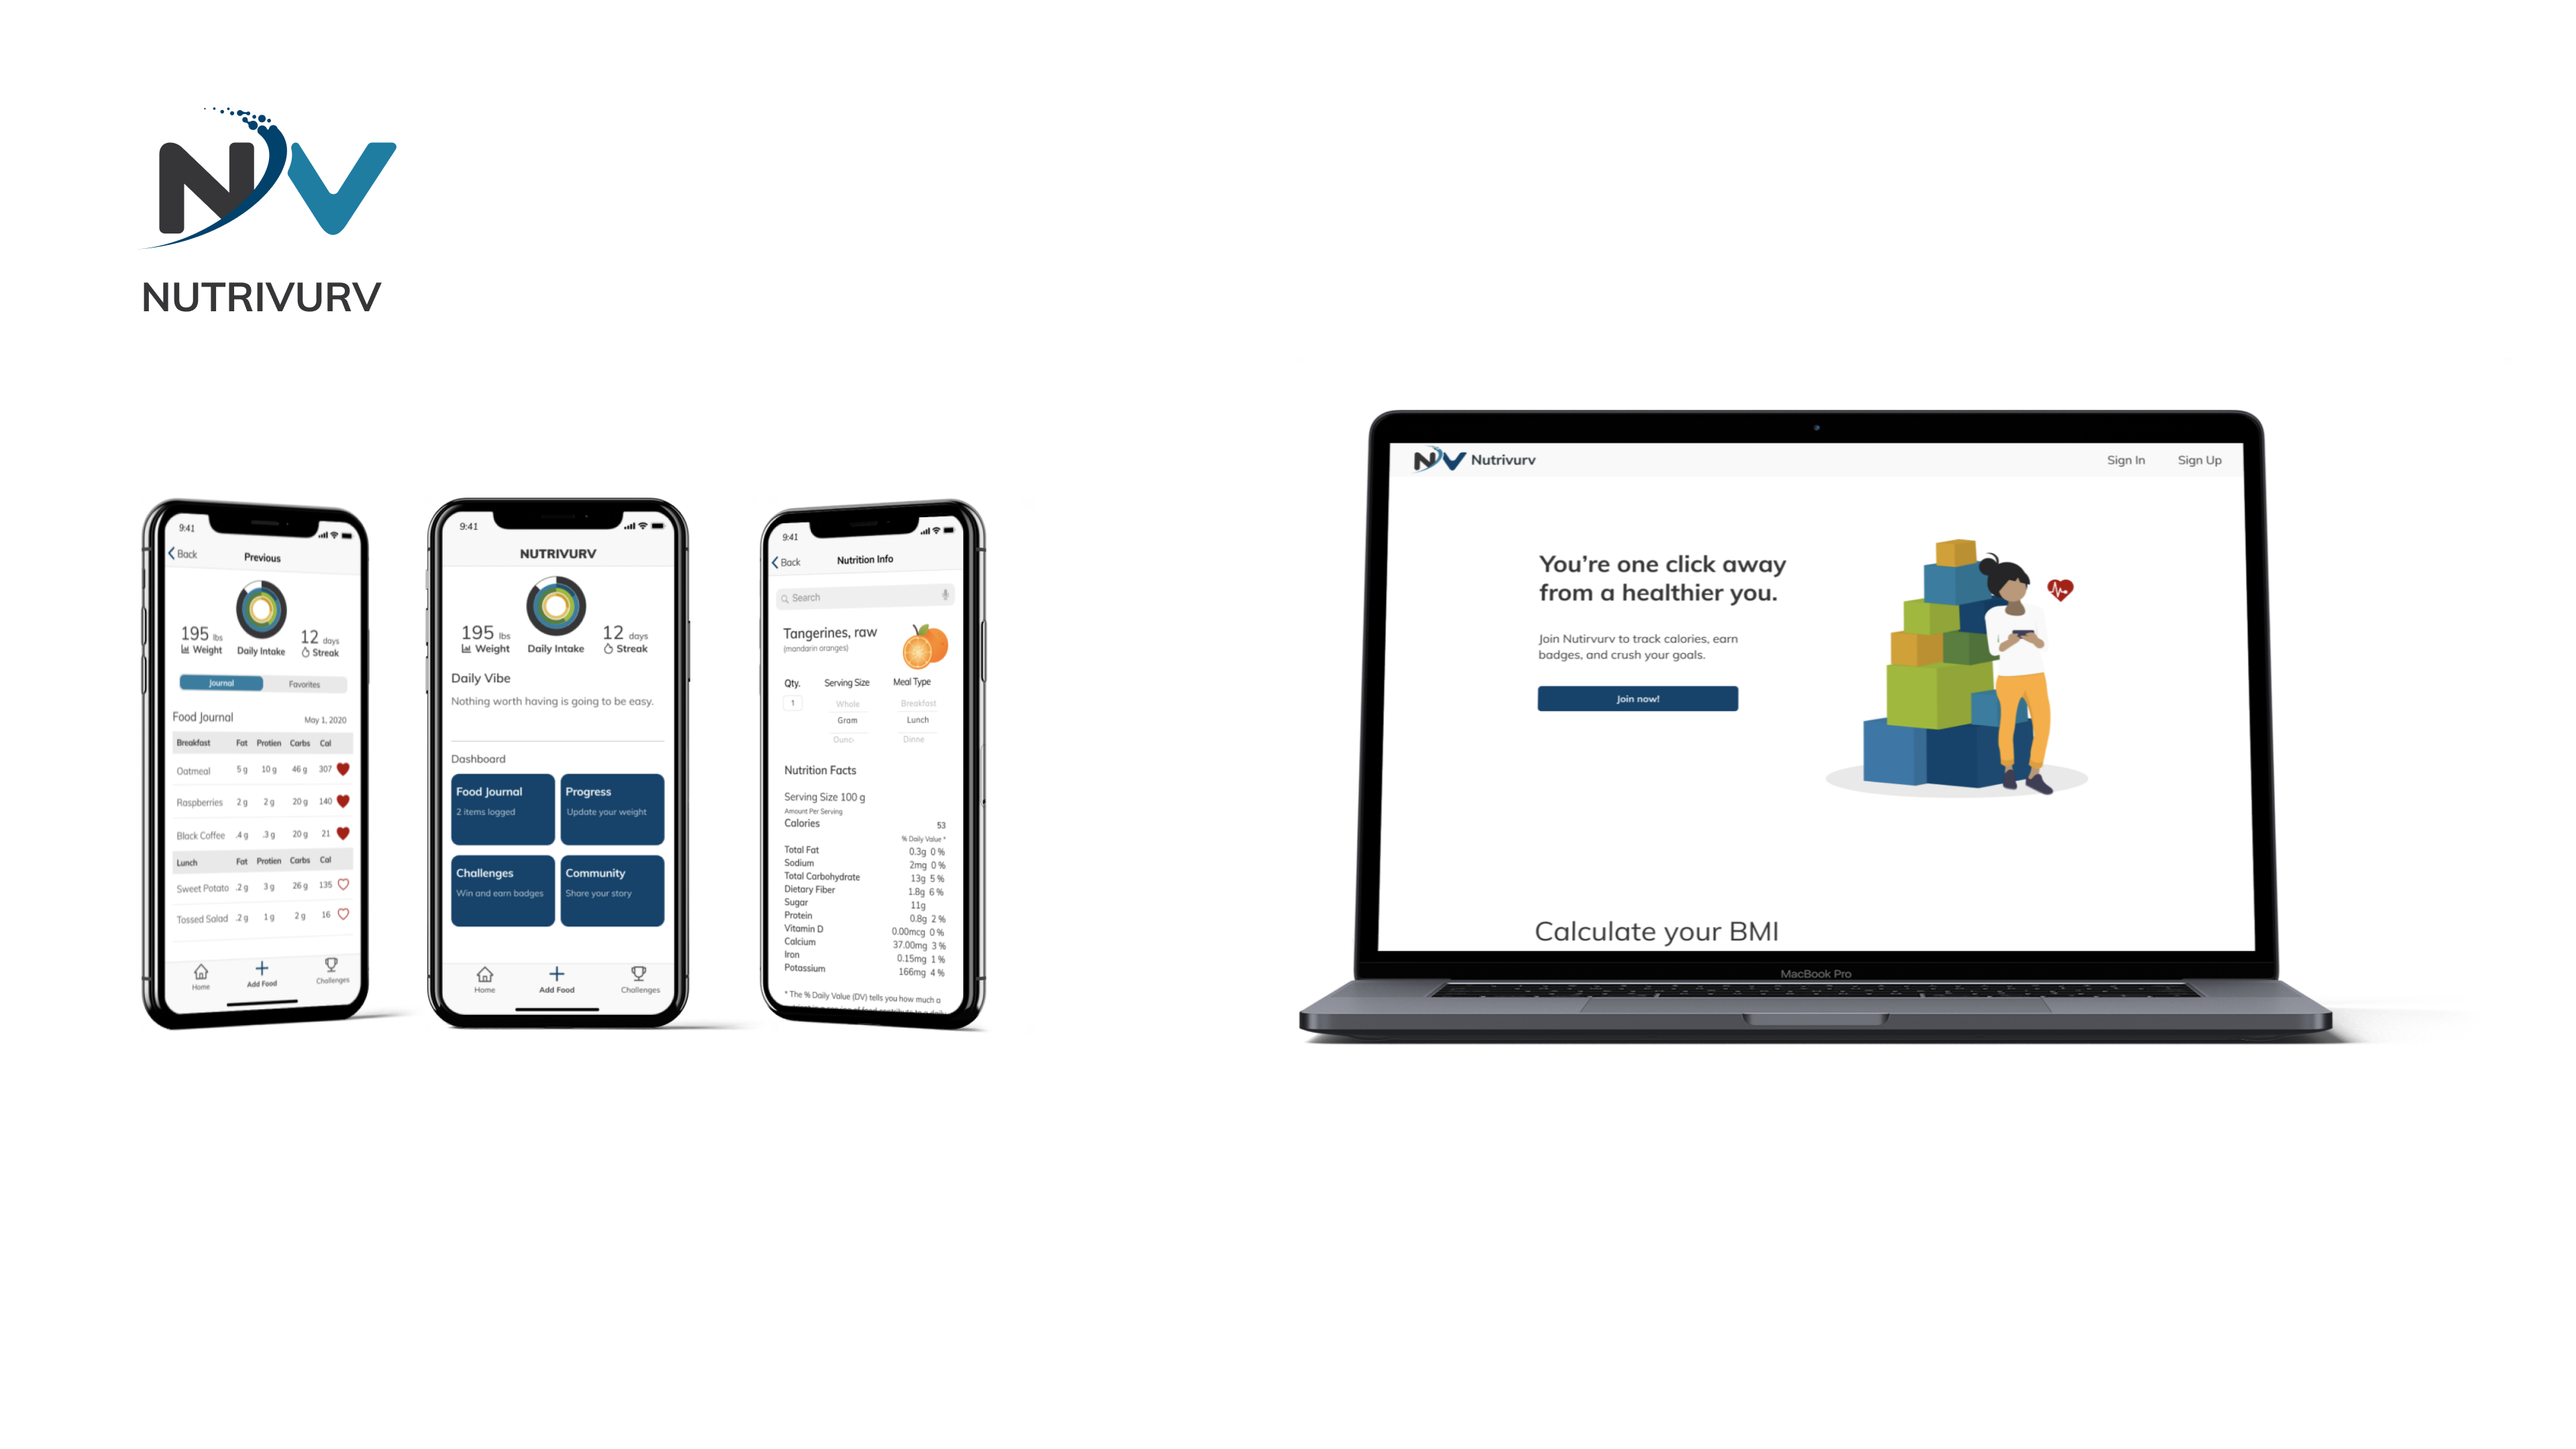 NV
NUTRIVURV
9:41
Back
Previous
195 lbs
Weight
Daily Intake
12 days
Streak
Journal
Favorites
Food Journal
May 1, 2020
Breakfast Fat Protien Carbs Cal
Oatmeal 5 g 10 g 46 g 307
Raspberries 2 g 2 g 20 g 140
Black Coffee .4 g .3 g 20 g 21
Lunch Fat Protien Carbs Cal
Sweet Potato .2 g 3 g 26 g 135
Tossed Salad .2 g 1 g 2 g 16
Home
Add Food
Challenges
9:41
NUTRIVURV
195 lbs
Weight
Daily Intake
12 days
Streak
Daily Vibe
Nothing worth having is going to be easy.
Dashboard
Food Journal
2 items logged
Progress
Update your weight
Challenges
Win and earn badges
Community
Share your story
Home
Add Food
Challenges
9:41
Back
Nutrition Info
Search
Tangerines, raw
(mandarin oranges)
Qty. Serving Size Meal Type
1 Whole Breakfast
Gram Lunch
Ounc Dinne
Nutrition Facts
Serving Size 100 g
Amount Per Serving
Calories 53
% Daily Value *
Total Fat 0.3g 0 %
Sodium 2mg 0 %
Total Carbohydrate 13g 5 %
Dietary Fiber 1.8g 6 %
Sugar 11g
Protein 0.8g 2 %
Vitamin D 0.00mcg 0 %
Calcium 37.00mg 3 %
Iron 0.15mg 1 %
Potassium 166mg 4 %
* The % Daily Value (DV) tells you how much a
NV Nutrivurv
Sign In
Sign Up
You're one click away
from a healthier you.
Join Nutirvurv to track calories, earn
badges, and crush your goals.
Join now!
Calculate your BMI
MacBook Pro